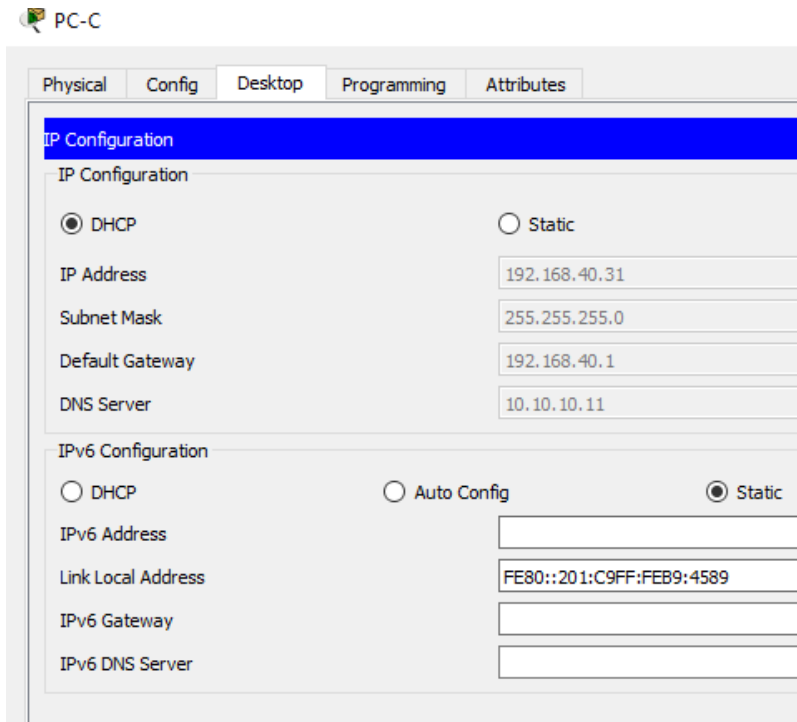 PC-C
Physical Config Desktop Programming Attributes
IP Configuration
IP Configuration
DHCP Static
IP Address 192.168.40.31
Subnet Mask 255.255.255.0
Default Gateway 192.168.40.1
DNS Server 10.10.10.11
IPv6 Configuration
DHCP Auto Config Static
IPv6 Address
Link Local Address FE80::201:C9FF:FEB9:4589
IPv6 Gateway
IPv6 DNS Server